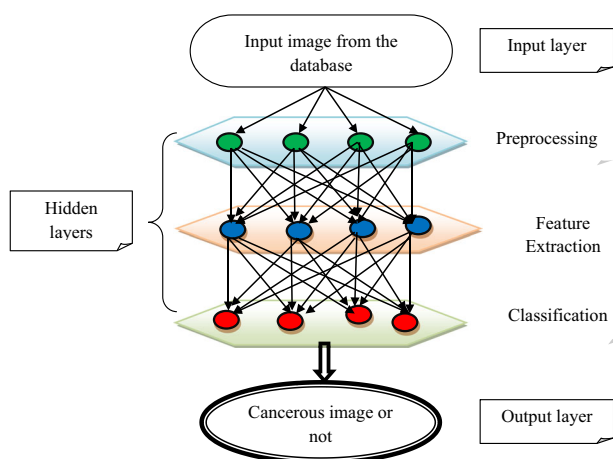 Input image from the
database
Input layer
Preprocessing
Hidden
layers
Feature
Extraction
Classification
Cancerous image or
not
Output layer